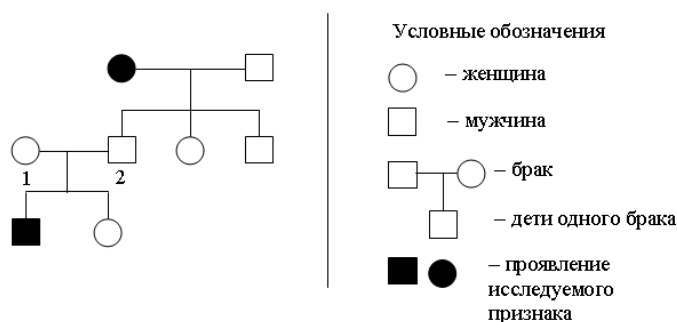 Условные обозначения
– женщина
– мужчина
– брак
– дети одного брака
– проявление
исследуемого
признака
1
2